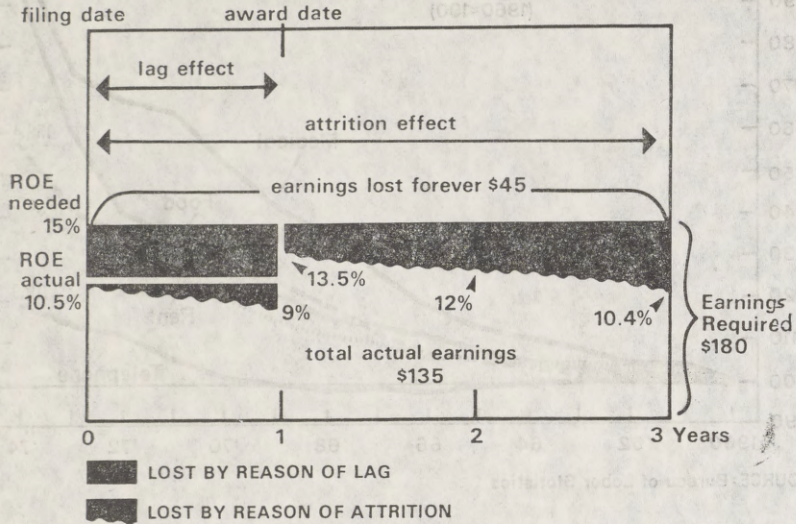 filing date award date
lag effect
attrition effect
earnings lost forever $45
ROE
needed
15%
ROE
actual
10.5%
13.5%
9%
12%
10.4%
Earnings
Required
$180
total actual earnings
$135
0 1 2 3 Years
LOST BY REASON OF LAG
LOST BY REASON OF ATTRITION